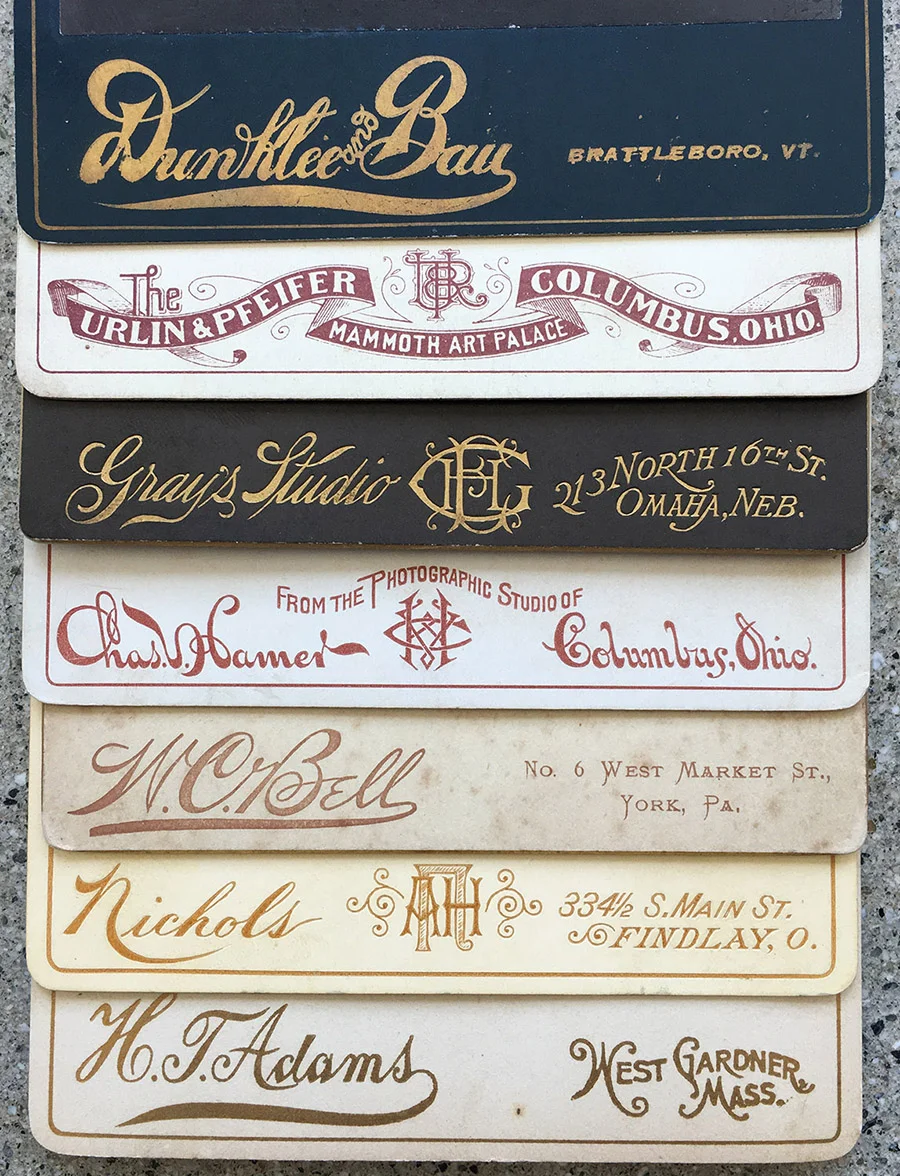 Dunklee and Bau
BRATTLEBORO, VT.
The
URLIN & PFEIFER
MAMMOTH ART PALACE
COLUMBUS, OHIO.
Gray's Studio
213 NORTH 16TH ST.
OMAHA, NEB.
FROM THE PHOTOGRAPHIC STUDIO OF
Columbus, Ohio.
W.O. Bell
No. 6 WEST MARKET ST.,
YORK, PA.
Nichols
334½ S. MAIN ST.
FINDLAY, O.
H.T. Adams
WEST GARDNER,
MASS.